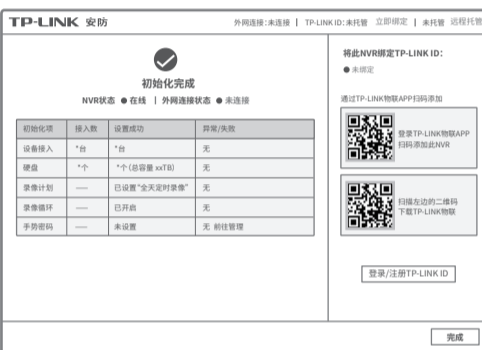 TP-LINK 安防 外网连接:未连接 | TP-LINK ID:未托管 立即绑定 | 未托管 远程托管
初始化完成
NVR状态 ● 在线 | 外网连接状态 ● 未连接
初始化项 接入数 设置成功 异常/失败
设备接入 *台 *台 无
硬盘 *个 *个(总容量 xxTB) 无
录像计划 — 已设置“全天定时录像” 无
录像循环 — 已开启 无
手势密码 — 未设置 无 前往管理
将此NVR绑定TP-LINK ID:
● 未绑定
通过TP-LINK物联APP扫码添加
登录TP-LINK物联APP
扫码添加此NVR
扫描左边的二维码
下载TP-LINK物联
登录/注册TP-LINK ID
完成